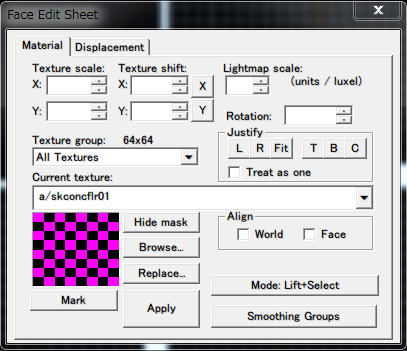 Face Edit Sheet
Material Displacement
Texture scale: Texture shift: Lightmap scale:
X: X: X (units / luxel)
Y: Y: Y
Rotation:
Texture group: 64x64 Justify
All Textures L R Fit T B C
Treat as one
Current texture:
a/skconcflr01
Hide mask Align
World Face
Browse...
Replace... Mode: Lift+Select
Mark Apply
Smoothing Groups